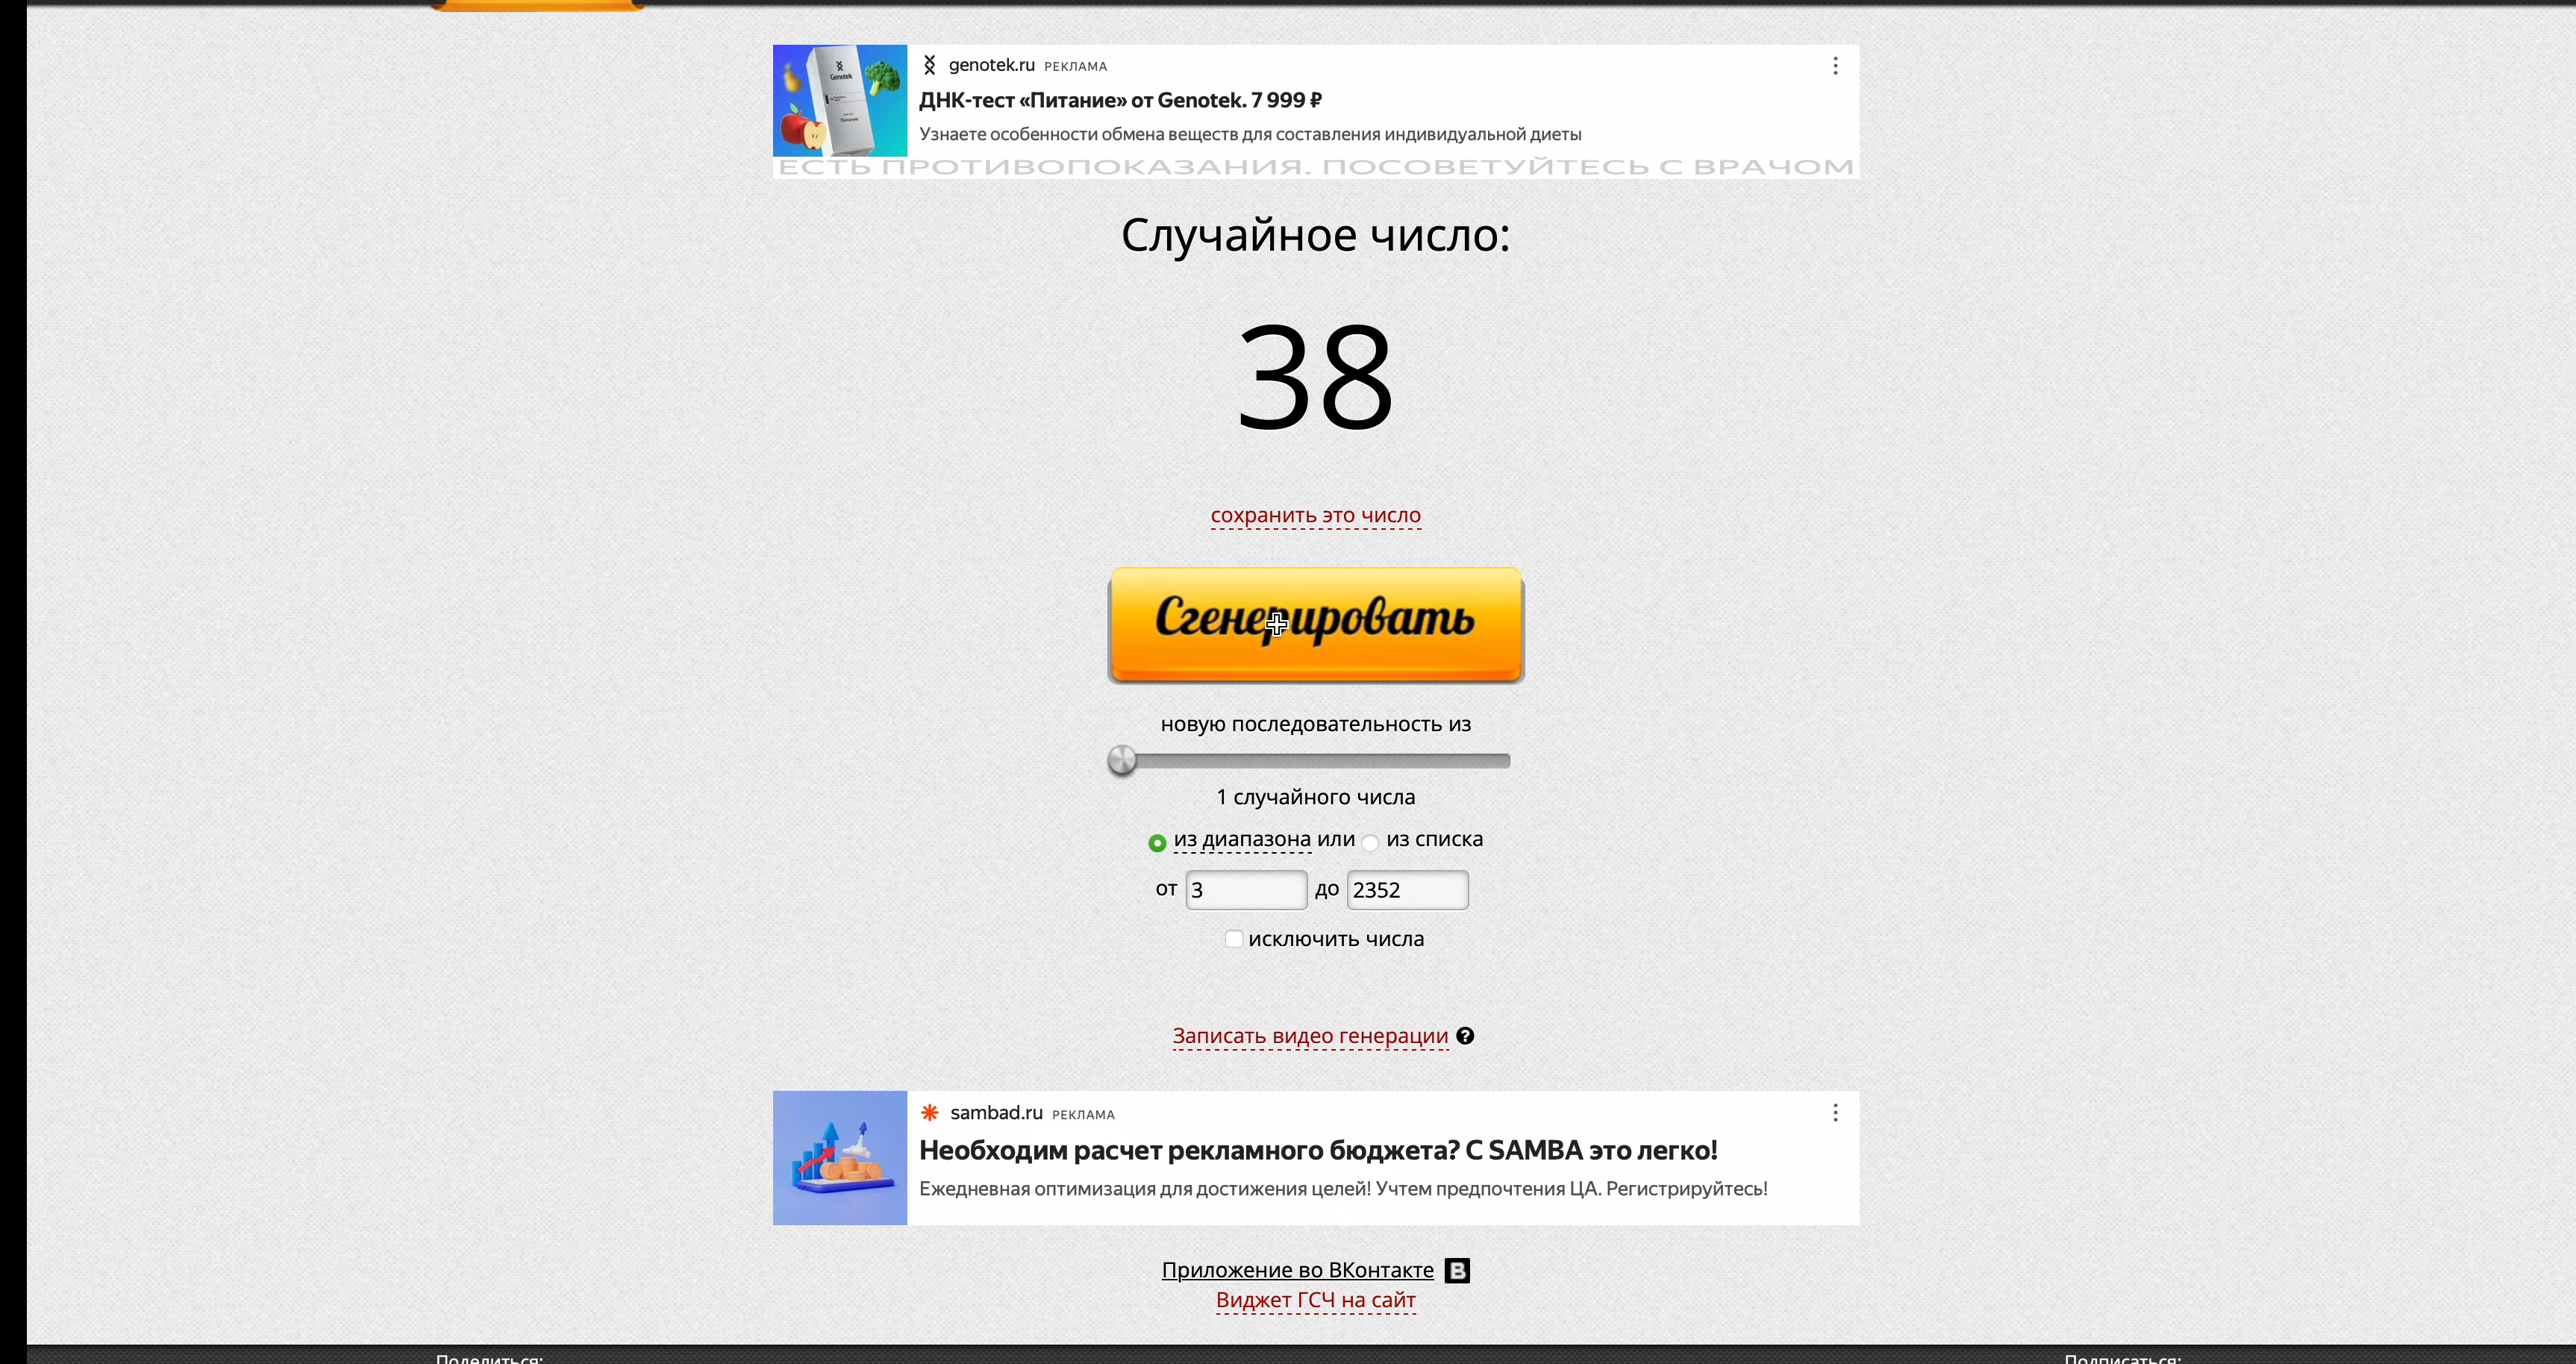 genotek.ru РЕКЛАМА
Genotek
ДНК-тест «Питание» от Genotek. 7 999 ₽
Узнаете особенности обмена веществ для составления индивидуальной диеты
ЕСТЬ ПРОТИВОПОКАЗАНИЯ. ПОСОВЕТУЙТЕСЬ С ВРАЧОМ
Случайное число:
38
сохранить это число
Сгенерировать
новую последовательность из
1 случайного числа
из диапазона или из списка
от 3 до 2352
исключить числа
Записать видео генерации ?
sambad.ru РЕКЛАМА
Необходим расчет рекламного бюджета? С SAMBA это легко!
Ежедневная оптимизация для достижения целей! Учтем предпочтения ЦА. Регистрируйтесь!
Приложение во ВКонтакте В
Виджет ГСЧ на сайт
Поделиться: Подписаться: